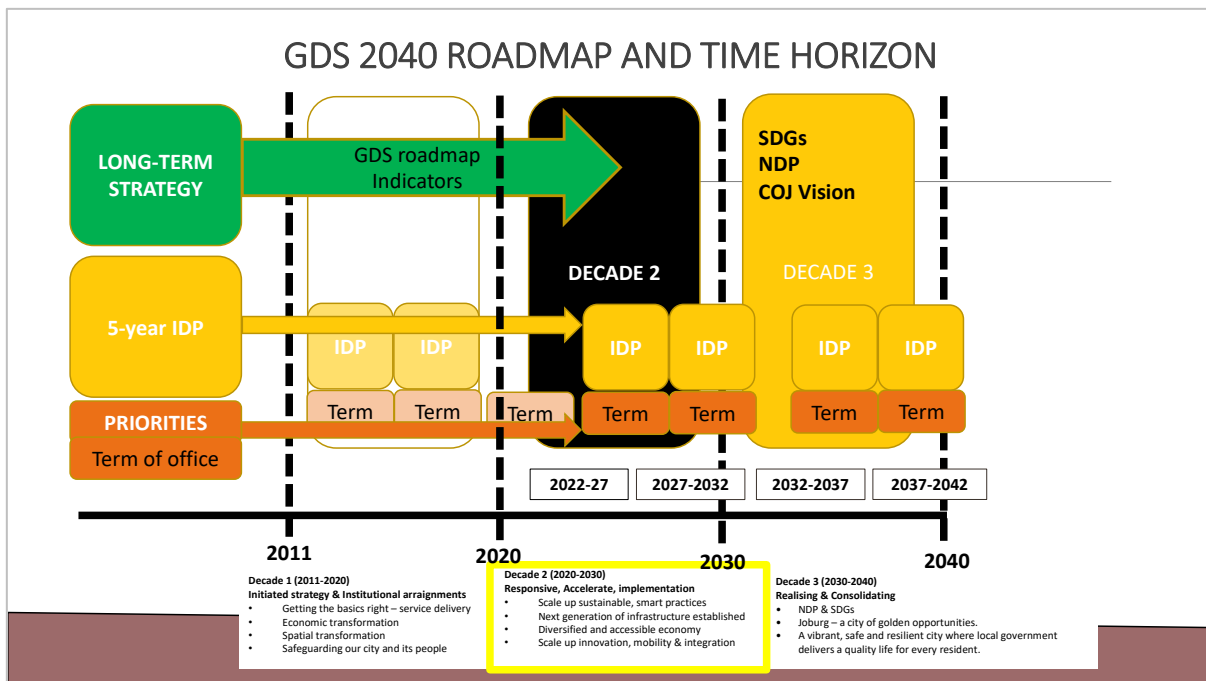 GDS 2040 ROADMAP AND TIME HORIZON
LONG-TERM
STRATEGY
GDS roadmap
Indicators
SDGs
NDP
COJ Vision
DECADE 2
DECADE 3
5-year IDP
IDP
IDP
IDP
IDP
IDP
IDP
PRIORITIES
Term of office
Term
Term
Term
Term
Term
Term
Term
2022-27
2027-2032
2032-2037
2037-2042
2011
2020
2030
2040
Decade 1 (2011-2020)
Initiated strategy & Institutional arraignments
• Getting the basics right – service delivery
• Economic transformation
• Spatial transformation
• Safeguarding our city and its people
Decade 2 (2020-2030)
Responsive, Accelerate, implementation
• Scale up sustainable, smart practices
• Next generation of infrastructure established
• Diversified and accessible economy
• Scale up innovation, mobility & integration
Decade 3 (2030-2040)
Realising & Consolidating
• NDP & SDGs
• Joburg – a city of golden opportunities.
• A vibrant, safe and resilient city where local government
delivers a quality life for every resident.